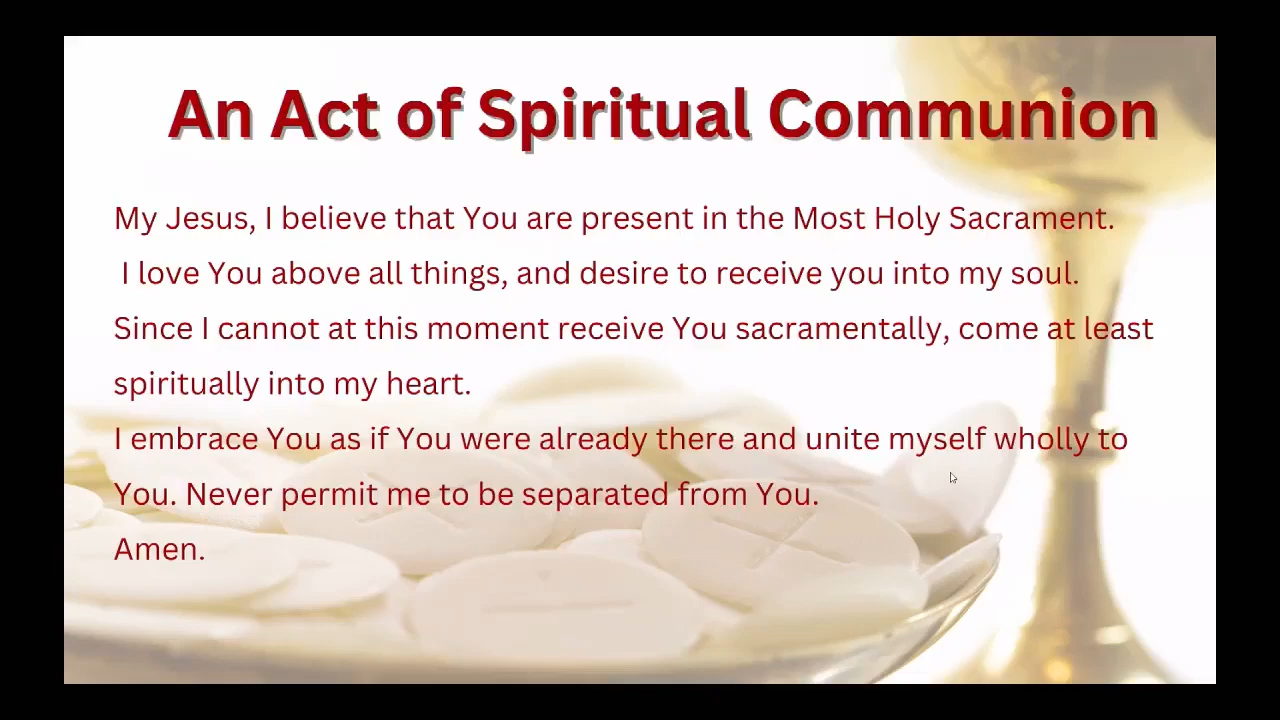 An Act of Spiritual Communion
My Jesus, I believe that You are present in the Most Holy Sacrament.
I love You above all things, and desire to receive you into my soul.
Since I cannot at this moment receive You sacramentally, come at least
spiritually into my heart.
I embrace You as if You were already there and unite myself wholly to
You. Never permit me to be separated from You.
Amen.